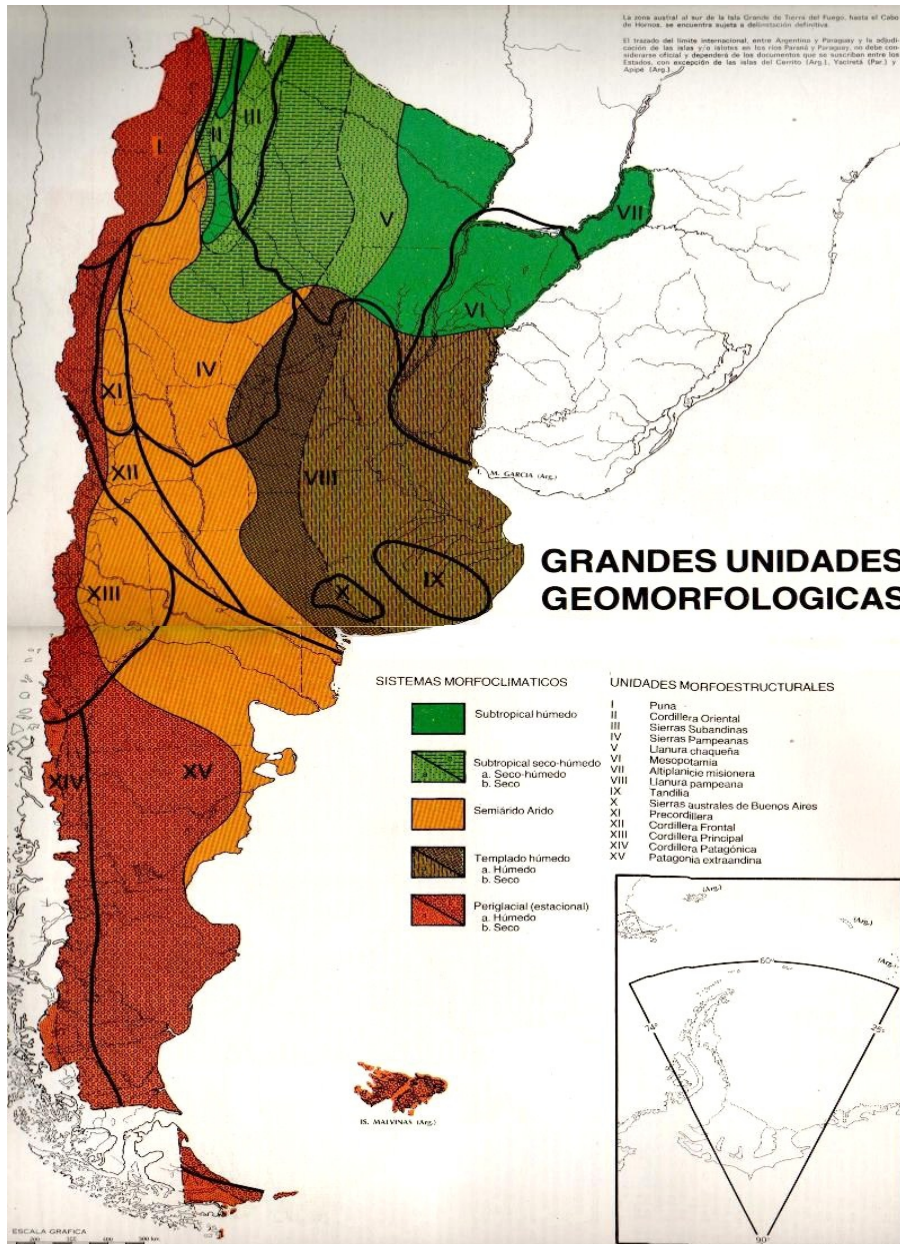 La zona austral al sur de la Isla Grande de Tierra del Fuego, hasta el Cabo
de Hornos, se encuentra sujeta a delimitación definitiva.
El trazado del límite internacional, entre Argentina y Paraguay y la adjudi-
cación de las islas y/o islotes en los ríos Paraná y Paraguay, no debe con-
siderarse oficial y dependerá de los documentos que se suscriban entre los
Estados, con excepción de las islas del Cerrito (Arg.), Yaciretá (Par.) y
Apipé (Arg.)
I
II
III
V
VII
VI
IV
XI
XII
VIII
I. M. GARCIA (Arg.)
IX
X
XIII
GRANDES UNIDADES
GEOMORFOLOGICAS
XIV
XV
SISTEMAS MORFOCLIMATICOS
Subtropical húmedo
Subtropical seco-húmedo
a. Seco-húmedo
b. Seco
Semiárido Arido
Templado húmedo
a. Húmedo
b. Seco
Periglacial (estacional)
a. Húmedo
b. Seco
UNIDADES MORFOESTRUCTURALES
I Puna
II Cordillera Oriental
III Sierras Subandinas
IV Sierras Pampeanas
V Llanura chaqueña
VI Mesopotamia
VII Altiplanicie misionera
VIII Llanura pampeana
IX Tandilia
X Sierras australes de Buenos Aires
XI Precordillera
XII Cordillera Frontal
XIII Cordillera Principal
XIV Cordillera Patagónica
XV Patagonia extraandina
(Arg.)
(Arg.)
(Arg.)
60°
74°
25°
90°
IS. MALVINAS (Arg.)
ESCALA GRAFICA